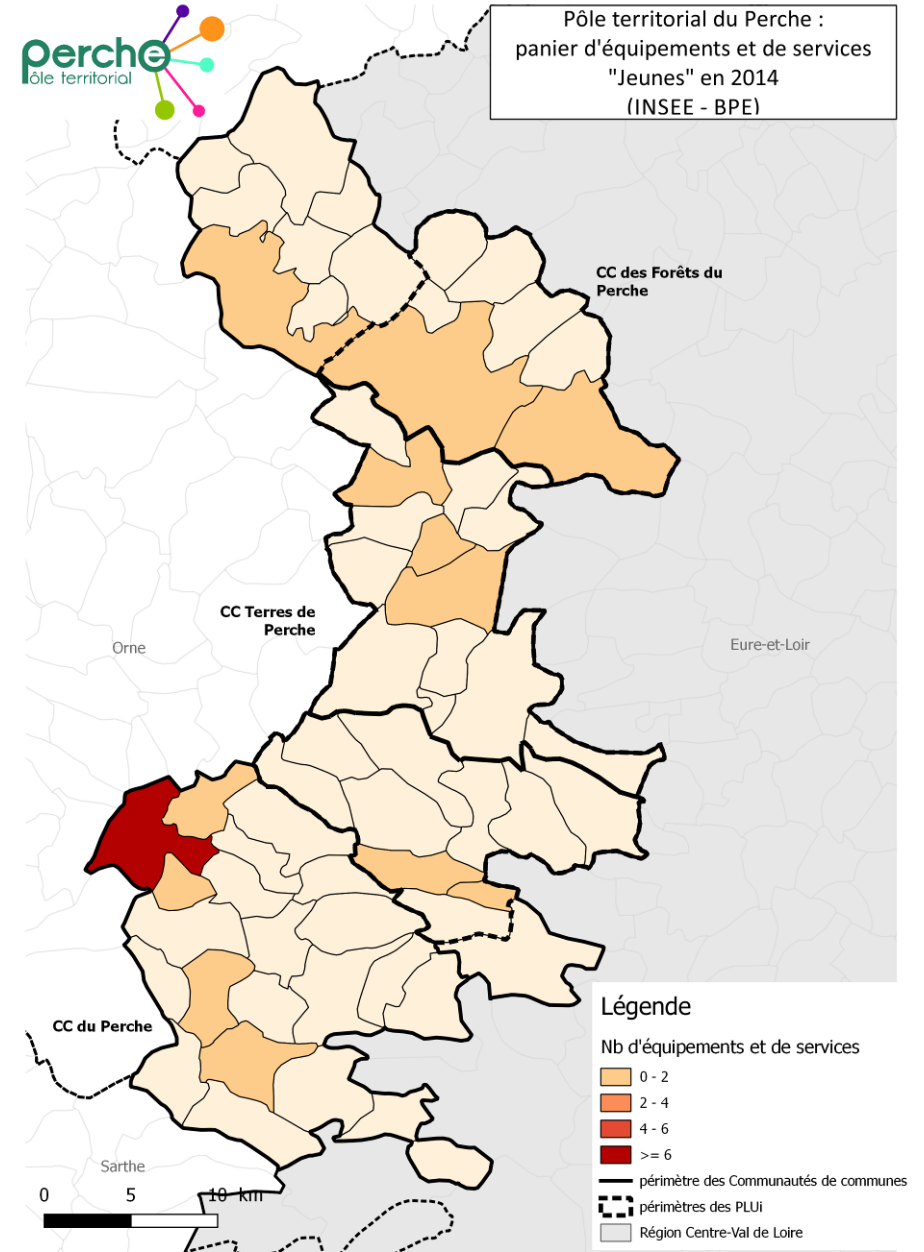 perche
Pôle territorial
Pôle territorial du Perche :
panier d'équipements et de services
"Jeunes" en 2014
(INSEE - BPE)
CC des Forêts du
Perche
CC Terres de
Perche
Orne
Eure-et-Loir
CC du Perche
Sarthe
0 5 10 km
Légende
Nb d'équipements et de services
0 - 2
2 - 4
4 - 6
>= 6
périmètre des Communautés de communes
périmètres des PLUi
Région Centre-Val de Loire